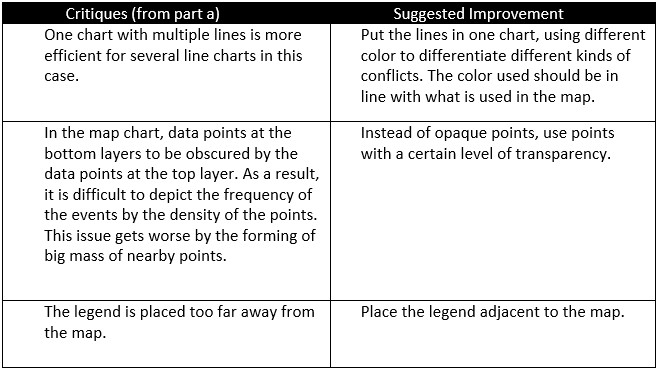 Critiques (from part a)
Suggested Improvement
One chart with multiple lines is more
efficient for several line charts in this
case.
Put the lines in one chart, using different
color to differentiate different kinds of
conflicts. The color used should be in
line with what is used in the map.
In the map chart, data points at the
bottom layers to be obscured by the
data points at the top layer. As a result,
it is difficult to depict the frequency of
the events by the density of the points.
This issue gets worse by the forming of
big mass of nearby points.
Instead of opaque points, use points
with a certain level of transparency.
The legend is placed too far away from
the map.
Place the legend adjacent to the map.